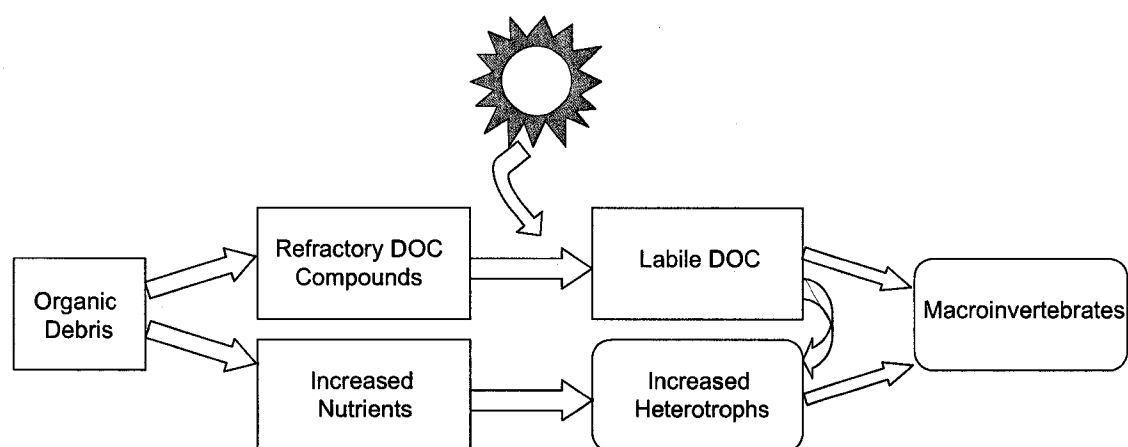 Organic
Debris
Refractory DOC
Compounds
Labile DOC
Macroinvertebrates
Increased
Nutrients
Increased
Heterotrophs